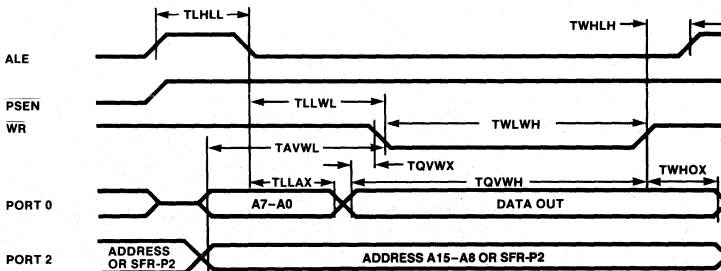 TLHLL
TWHLH
ALE
PSEN
TLLWL
WR
TWLWH
TAVWL
TQVWX
TLLAX
TQVWH
TWHOX
PORT 0
A7–A0
DATA OUT
PORT 2
ADDRESS
OR SFR-P2
ADDRESS A15–A8 OR SFR-P2